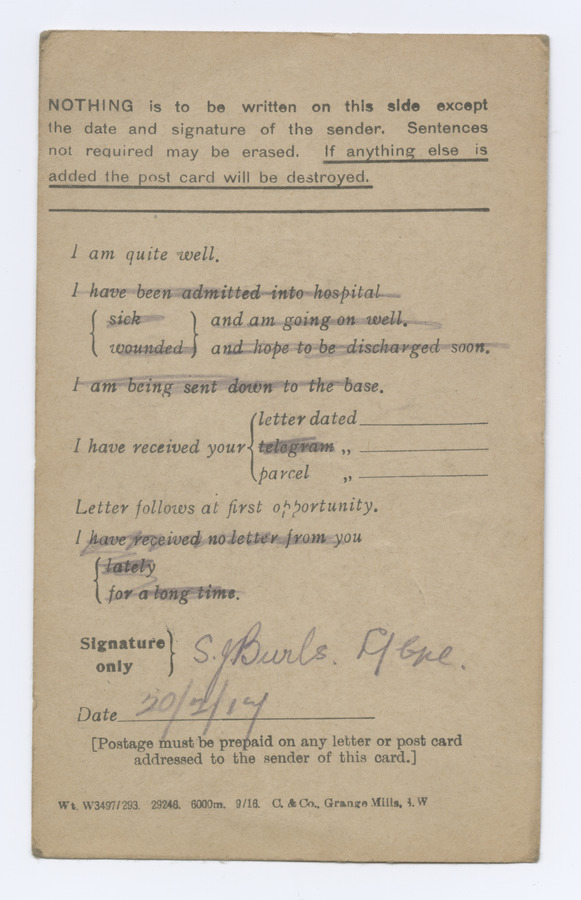 NOTHING is to be written on this side except
the date and signature of the sender. Sentences
not required may be erased. If anything else is
added the post card will be destroyed.
I am quite well.
I have been admitted into hospital
sick and am going on well.
wounded and hope to be discharged soon.
I am being sent down to the base.
letter dated
I have received your telegram „
parcel „
Letter follows at first opportunity.
I have received no letter from you
lately
for a long time.
Signature
only
S. J Burls. L/Cpl.
Date 20/2/17
[Postage must be prepaid on any letter or post card
addressed to the sender of this card.]
Wt. W3497/293. 29246. 6000m. 9/16. C. & Co., Grange Mills, S.W